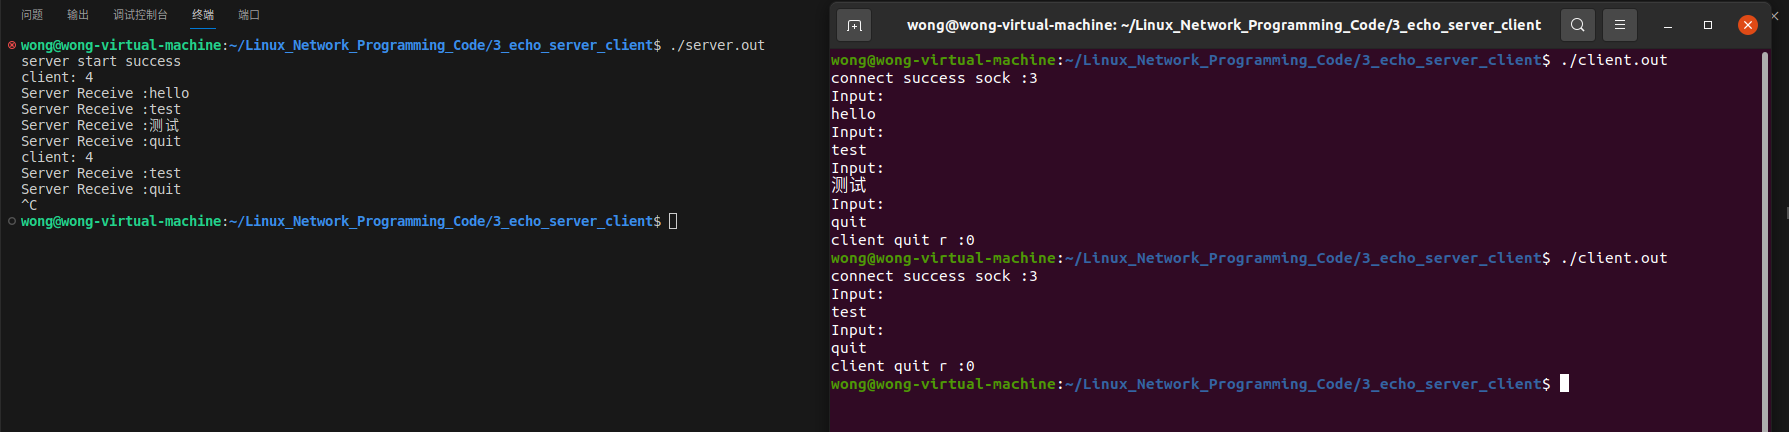 问题 输出 调试控制台 终端 端口
wong@wong-virtual-machine:~/Linux_Network_Programming_Code/3_echo_server_client$ ./server.out
server start success
client: 4
Server Receive :hello
Server Receive :test
Server Receive :测试
Server Receive :quit
client: 4
Server Receive :test
Server Receive :quit
^C
wong@wong-virtual-machine:~/Linux_Network_Programming_Code/3_echo_server_client$
wong@wong-virtual-machine: ~/Linux_Network_Programming_Code/3_echo_server_client
wong@wong-virtual-machine:~/Linux_Network_Programming_Code/3_echo_server_client$ ./client.out
connect success sock :3
Input:
hello
Input:
test
Input:
测试
Input:
quit
client quit r :0
wong@wong-virtual-machine:~/Linux_Network_Programming_Code/3_echo_server_client$ ./client.out
connect success sock :3
Input:
test
Input:
quit
client quit r :0
wong@wong-virtual-machine:~/Linux_Network_Programming_Code/3_echo_server_client$